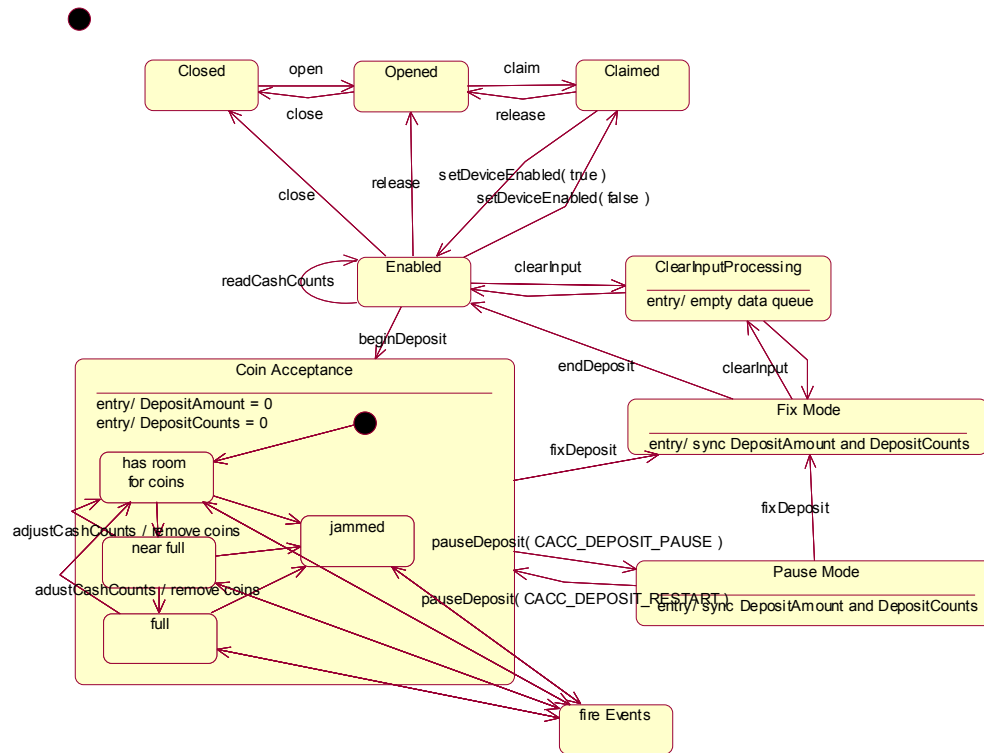 Closed
open
Opened
claim
Claimed
close
release
close
release
setDeviceEnabled( true )
setDeviceEnabled( false )
Enabled
readCashCounts
clearInput
ClearInputProcessing
entry/ empty data queue
beginDeposit
endDeposit
clearInput
Coin Acceptance
entry/ DepositAmount = 0
entry/ DepositCounts = 0
Fix Mode
entry/ sync DepositAmount and DepositCounts
fixDeposit
has room
for coins
fixDeposit
jammed
adjustCashCounts / remove coins
near full
pauseDeposit( CACC_DEPOSIT_PAUSE )
Pause Mode
adustCashCounts / remove coins
pauseDeposit( CACC_DEPOSIT_RESTART )
entry/ sync DepositAmount and DepositCounts
full
fire Events